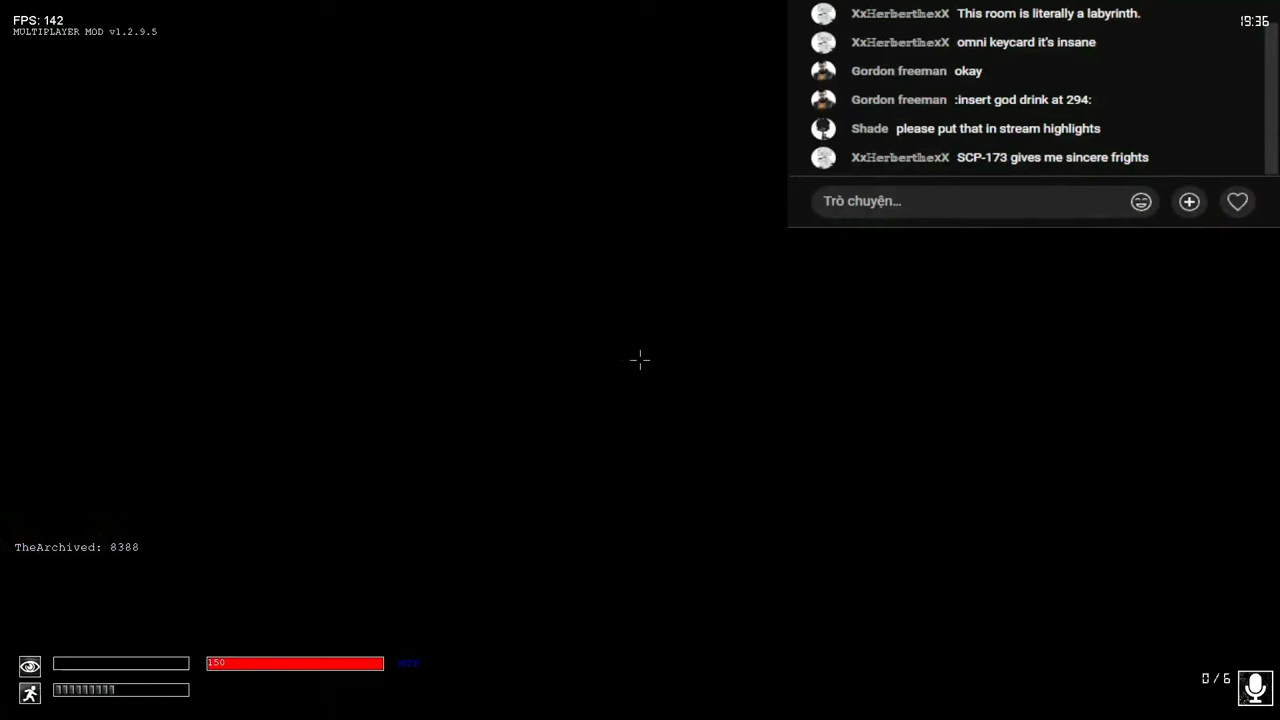 FPS: 142
MULTIPLAYER MOD v1.2.9.5
XxHerberthexX This room is literally a labyrinth.
XxHerberthexX omni keycard it's insane
Gordon freeman okay
Gordon freeman :insert god drink at 294:
Shade please put that in stream highlights
XxHerberthexX SCP-173 gives me sincere frights
Trò chuyện...
19:36
TheArchived: 8388
150
0/6